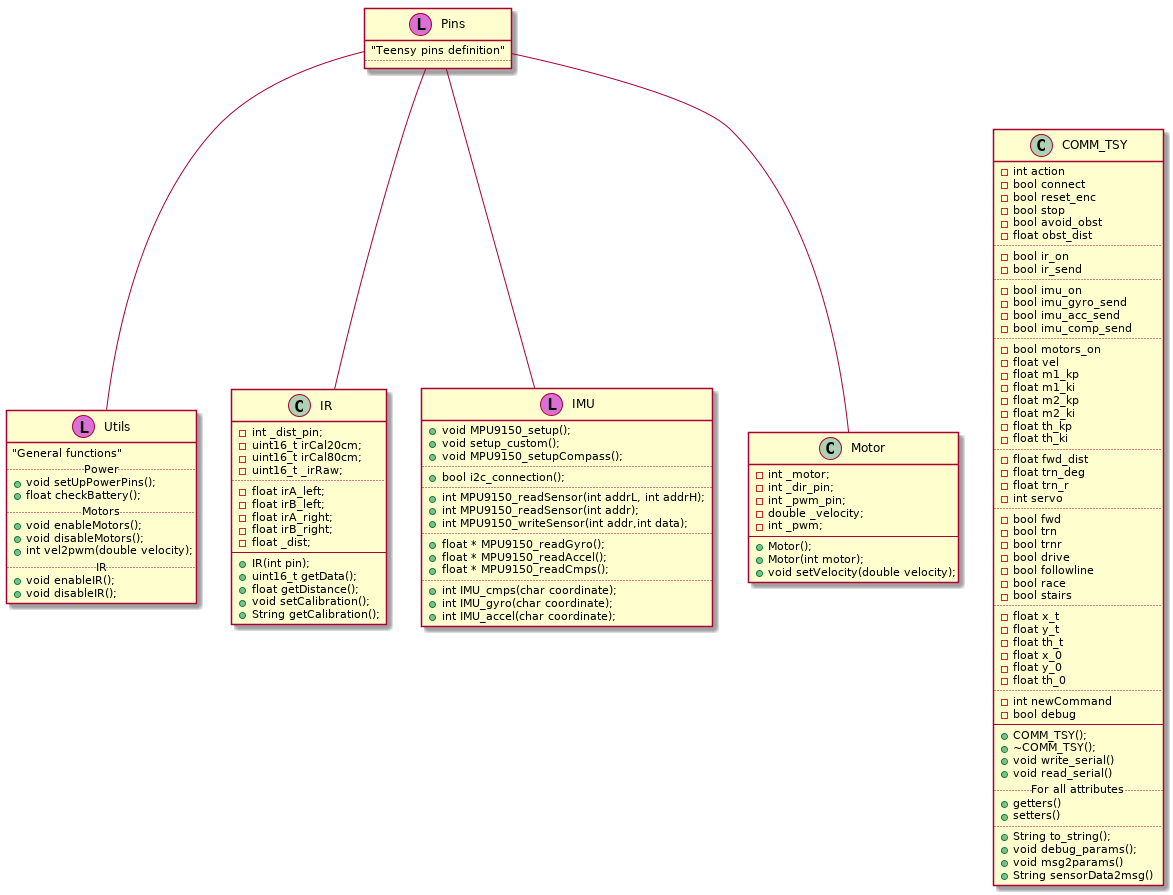 L Pins
"Teensy pins definition"
L Utils
"General functions"
Power
void setUpPowerPins();
float checkBattery();
Motors
void enableMotors();
void disableMotors();
int vel2pwm(double velocity);
IR
void enableIR();
void disableIR();
C IR
int _dist_pin;
uint16_t irCal20cm;
uint16_t irCal80cm;
uint16_t _irRaw;
float irA_left;
float irB_left;
float irA_right;
float irB_right;
float _dist;
IR(int pin);
uint16_t getData();
float getDistance();
void setCalibration();
String getCalibration();
L IMU
void MPU9150_setup();
void setup_custom();
void MPU9150_setupCompass();
bool i2c_connection();
int MPU9150_readSensor(int addrL, int addrH);
int MPU9150_readSensor(int addr);
int MPU9150_writeSensor(int addr,int data);
float * MPU9150_readGyro();
float * MPU9150_readAccel();
float * MPU9150_readCmps();
int IMU_cmps(char coordinate);
int IMU_gyro(char coordinate);
int IMU_accel(char coordinate);
C Motor
int _motor;
int _dir_pin;
int _pwm_pin;
double _velocity;
int _pwm;
Motor();
Motor(int motor);
void setVelocity(double velocity);
C COMM_TSY
int action
bool connect
bool reset_enc
bool stop
bool avoid_obst
float obst_dist
bool ir_on
bool ir_send
bool imu_on
bool imu_gyro_send
bool imu_acc_send
bool imu_comp_send
bool motors_on
float vel
float m1_kp
float m1_ki
float m2_kp
float m2_ki
float th_kp
float th_ki
float fwd_dist
float trn_deg
float trn_r
int servo
bool fwd
bool trn
bool trnr
bool drive
bool followline
bool race
bool stairs
float x_t
float y_t
float th_t
float x_0
float y_0
float th_0
int newCommand
bool debug
COMM_TSY();
~COMM_TSY();
void write_serial()
void read_serial()
For all attributes
getters()
setters()
String to_string();
void debug_params();
void msg2params()
String sensorData2msg()